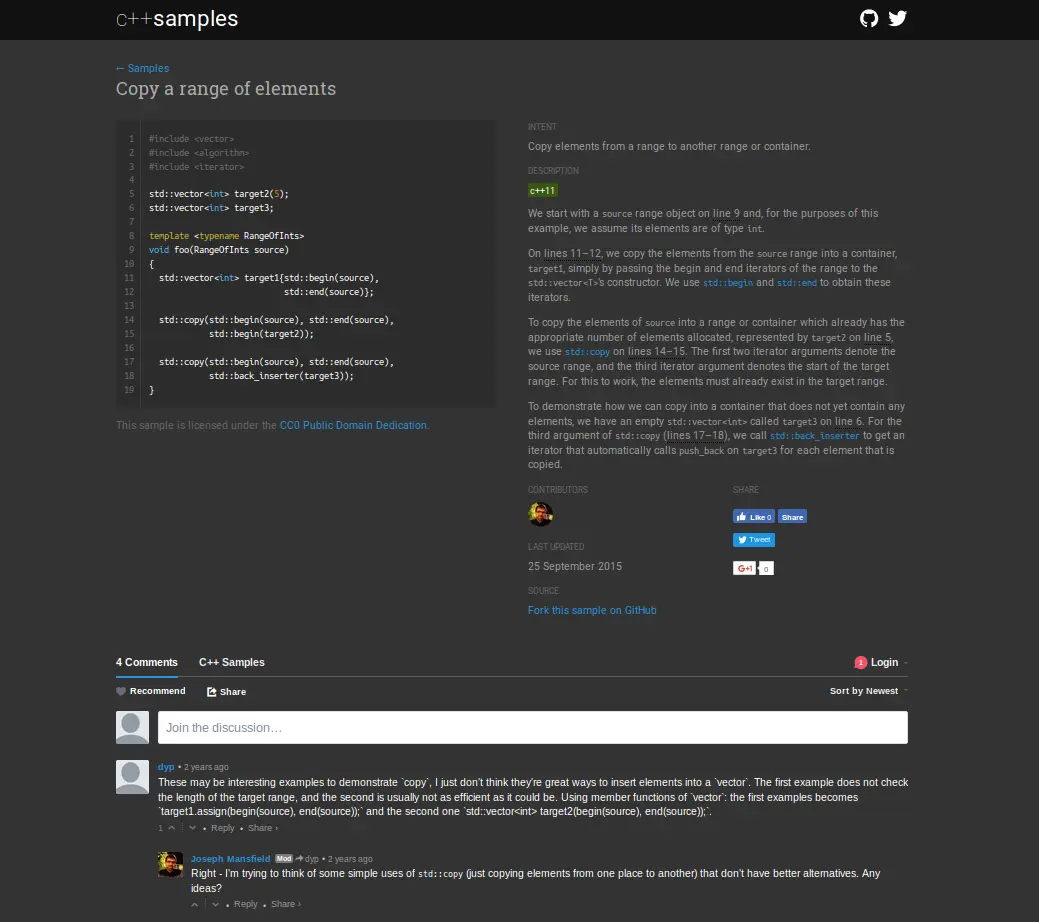 c++samples
← Samples
Copy a range of elements
1 #include <vector>
2 #include <algorithm>
3 #include <iterator>
4
5 std::vector<int> target2(5);
6 std::vector<int> target3;
7
8 template <typename RangeOfInts>
9 void foo(RangeOfInts source)
10 {
11 std::vector<int> target1{std::begin(source),
12 std::end(source)};
13
14 std::copy(std::begin(source), std::end(source),
15 std::begin(target2));
16
17 std::copy(std::begin(source), std::end(source),
18 std::back_inserter(target3));
19 }
This sample is licensed under the CC0 Public Domain Dedication.
INTENT
Copy elements from a range to another range or container.
DESCRIPTION
c++11
We start with a source range object on line 9 and, for the purposes of this
example, we assume its elements are of type int.
On lines 11–12, we copy the elements from the source range into a container,
target1, simply by passing the begin and end iterators of the range to the
std::vector<T>'s constructor. We use std::begin and std::end to obtain these
iterators.
To copy the elements of source into a range or container which already has the
appropriate number of elements allocated, represented by target2 on line 5,
we use std::copy on lines 14–15. The first two iterator arguments denote the
source range, and the third iterator argument denotes the start of the target
range. For this to work, the elements must already exist in the target range.
To demonstrate how we can copy into a container that does not yet contain any
elements, we have an empty std::vector<int> called target3 on line 6. For the
third argument of std::copy (lines 17–18), we call std::back_inserter to get an
iterator that automatically calls push_back on target3 for each element that is
copied.
CONTRIBUTORS
LAST UPDATED
25 September 2015
SOURCE
Fork this sample on GitHub
SHARE
Like 0 Share
Tweet
G+1 0
4 Comments C++ Samples 1 Login
Recommend Share Sort by Newest
Join the discussion…
dyp • 2 years ago
These may be interesting examples to demonstrate `copy`, I just don't think they're great ways to insert elements into a `vector`. The first example does not check
the length of the target range, and the second is usually not as efficient as it could be. Using member functions of `vector`: the first examples becomes
`target1.assign(begin(source), end(source));` and the second one `std::vector<int> target2(begin(source), end(source));`.
1 • Reply • Share ›
Joseph Mansfield Mod dyp • 2 years ago
Right - I'm trying to think of some simple uses of std::copy (just copying elements from one place to another) that don't have better alternatives. Any
ideas?
• Reply • Share ›